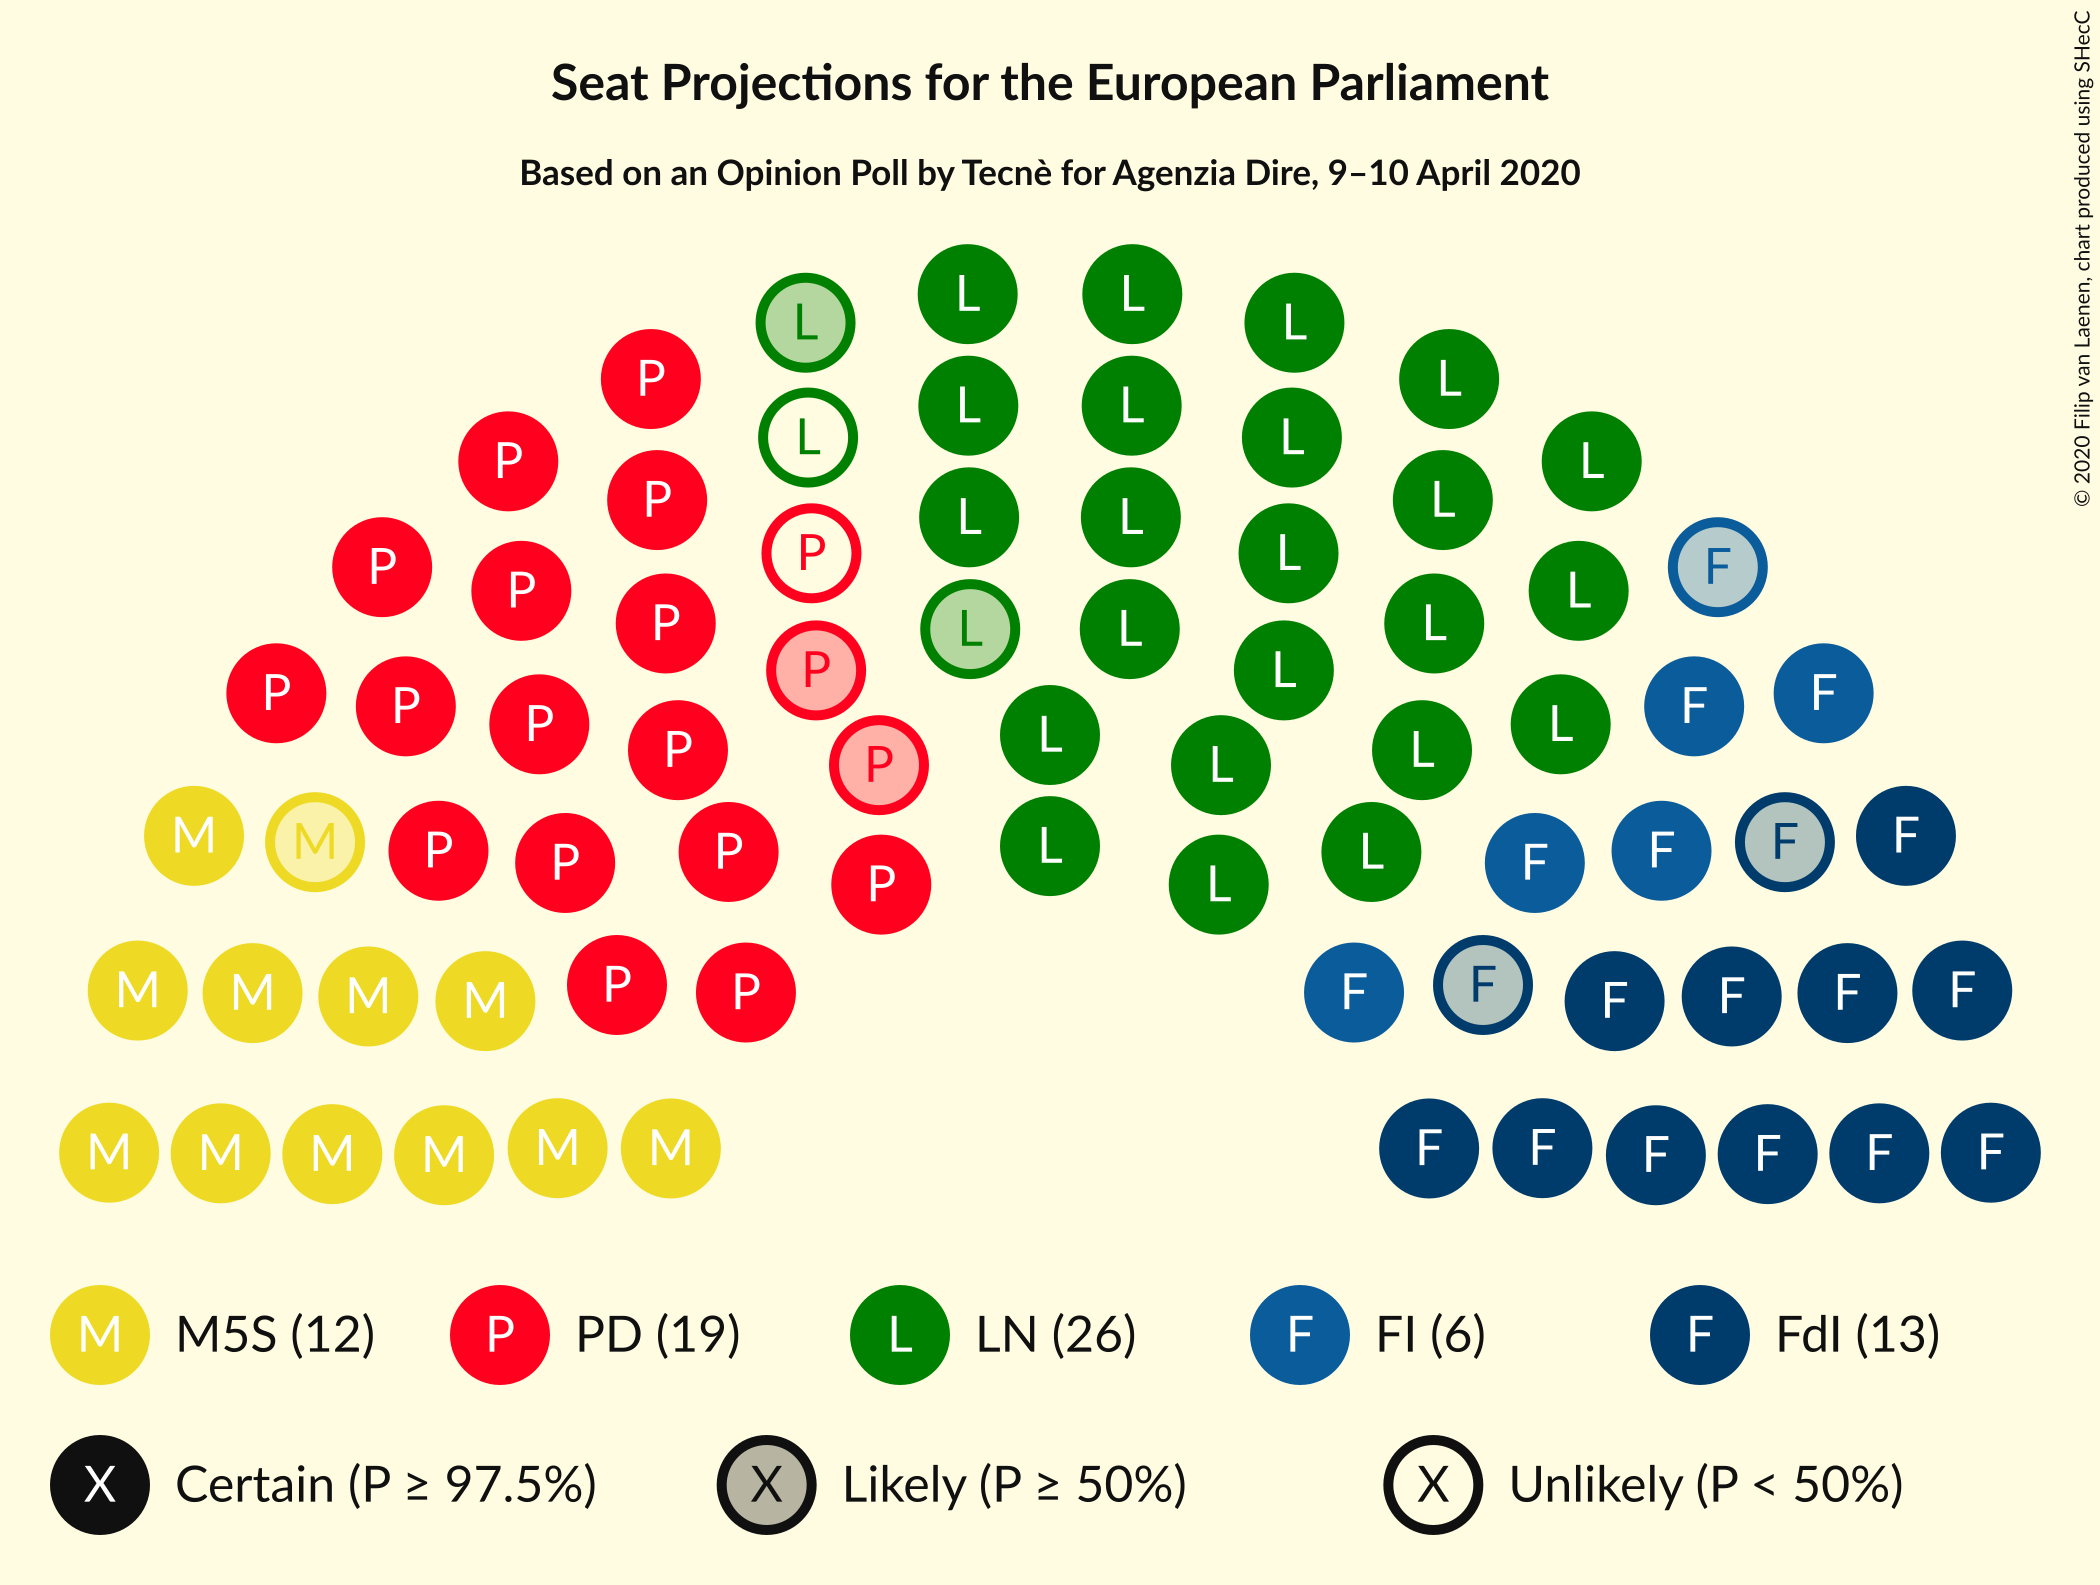 Seat Projections for the European Parliament
Based on an Opinion Poll by Tecnè for Agenzia Dire, 9–10 April 2020
© 2020 Filip van Laenen, chart produced using SHecC
L L L L
P L
L L L L
P L
P L L
P L L P L F
P L L L
P L L
P P L L
P P P L F F
P L
P L L
P L
M M P L F F
P P L L F F
P L
M M M M P P F F F F F F
M M M M M M F F F F F F
M M5S (12) P PD (19) L LN (26) F FI (6) F FdI (13)
X Certain (P ≥ 97.5%) X Likely (P ≥ 50%) X Unlikely (P < 50%)